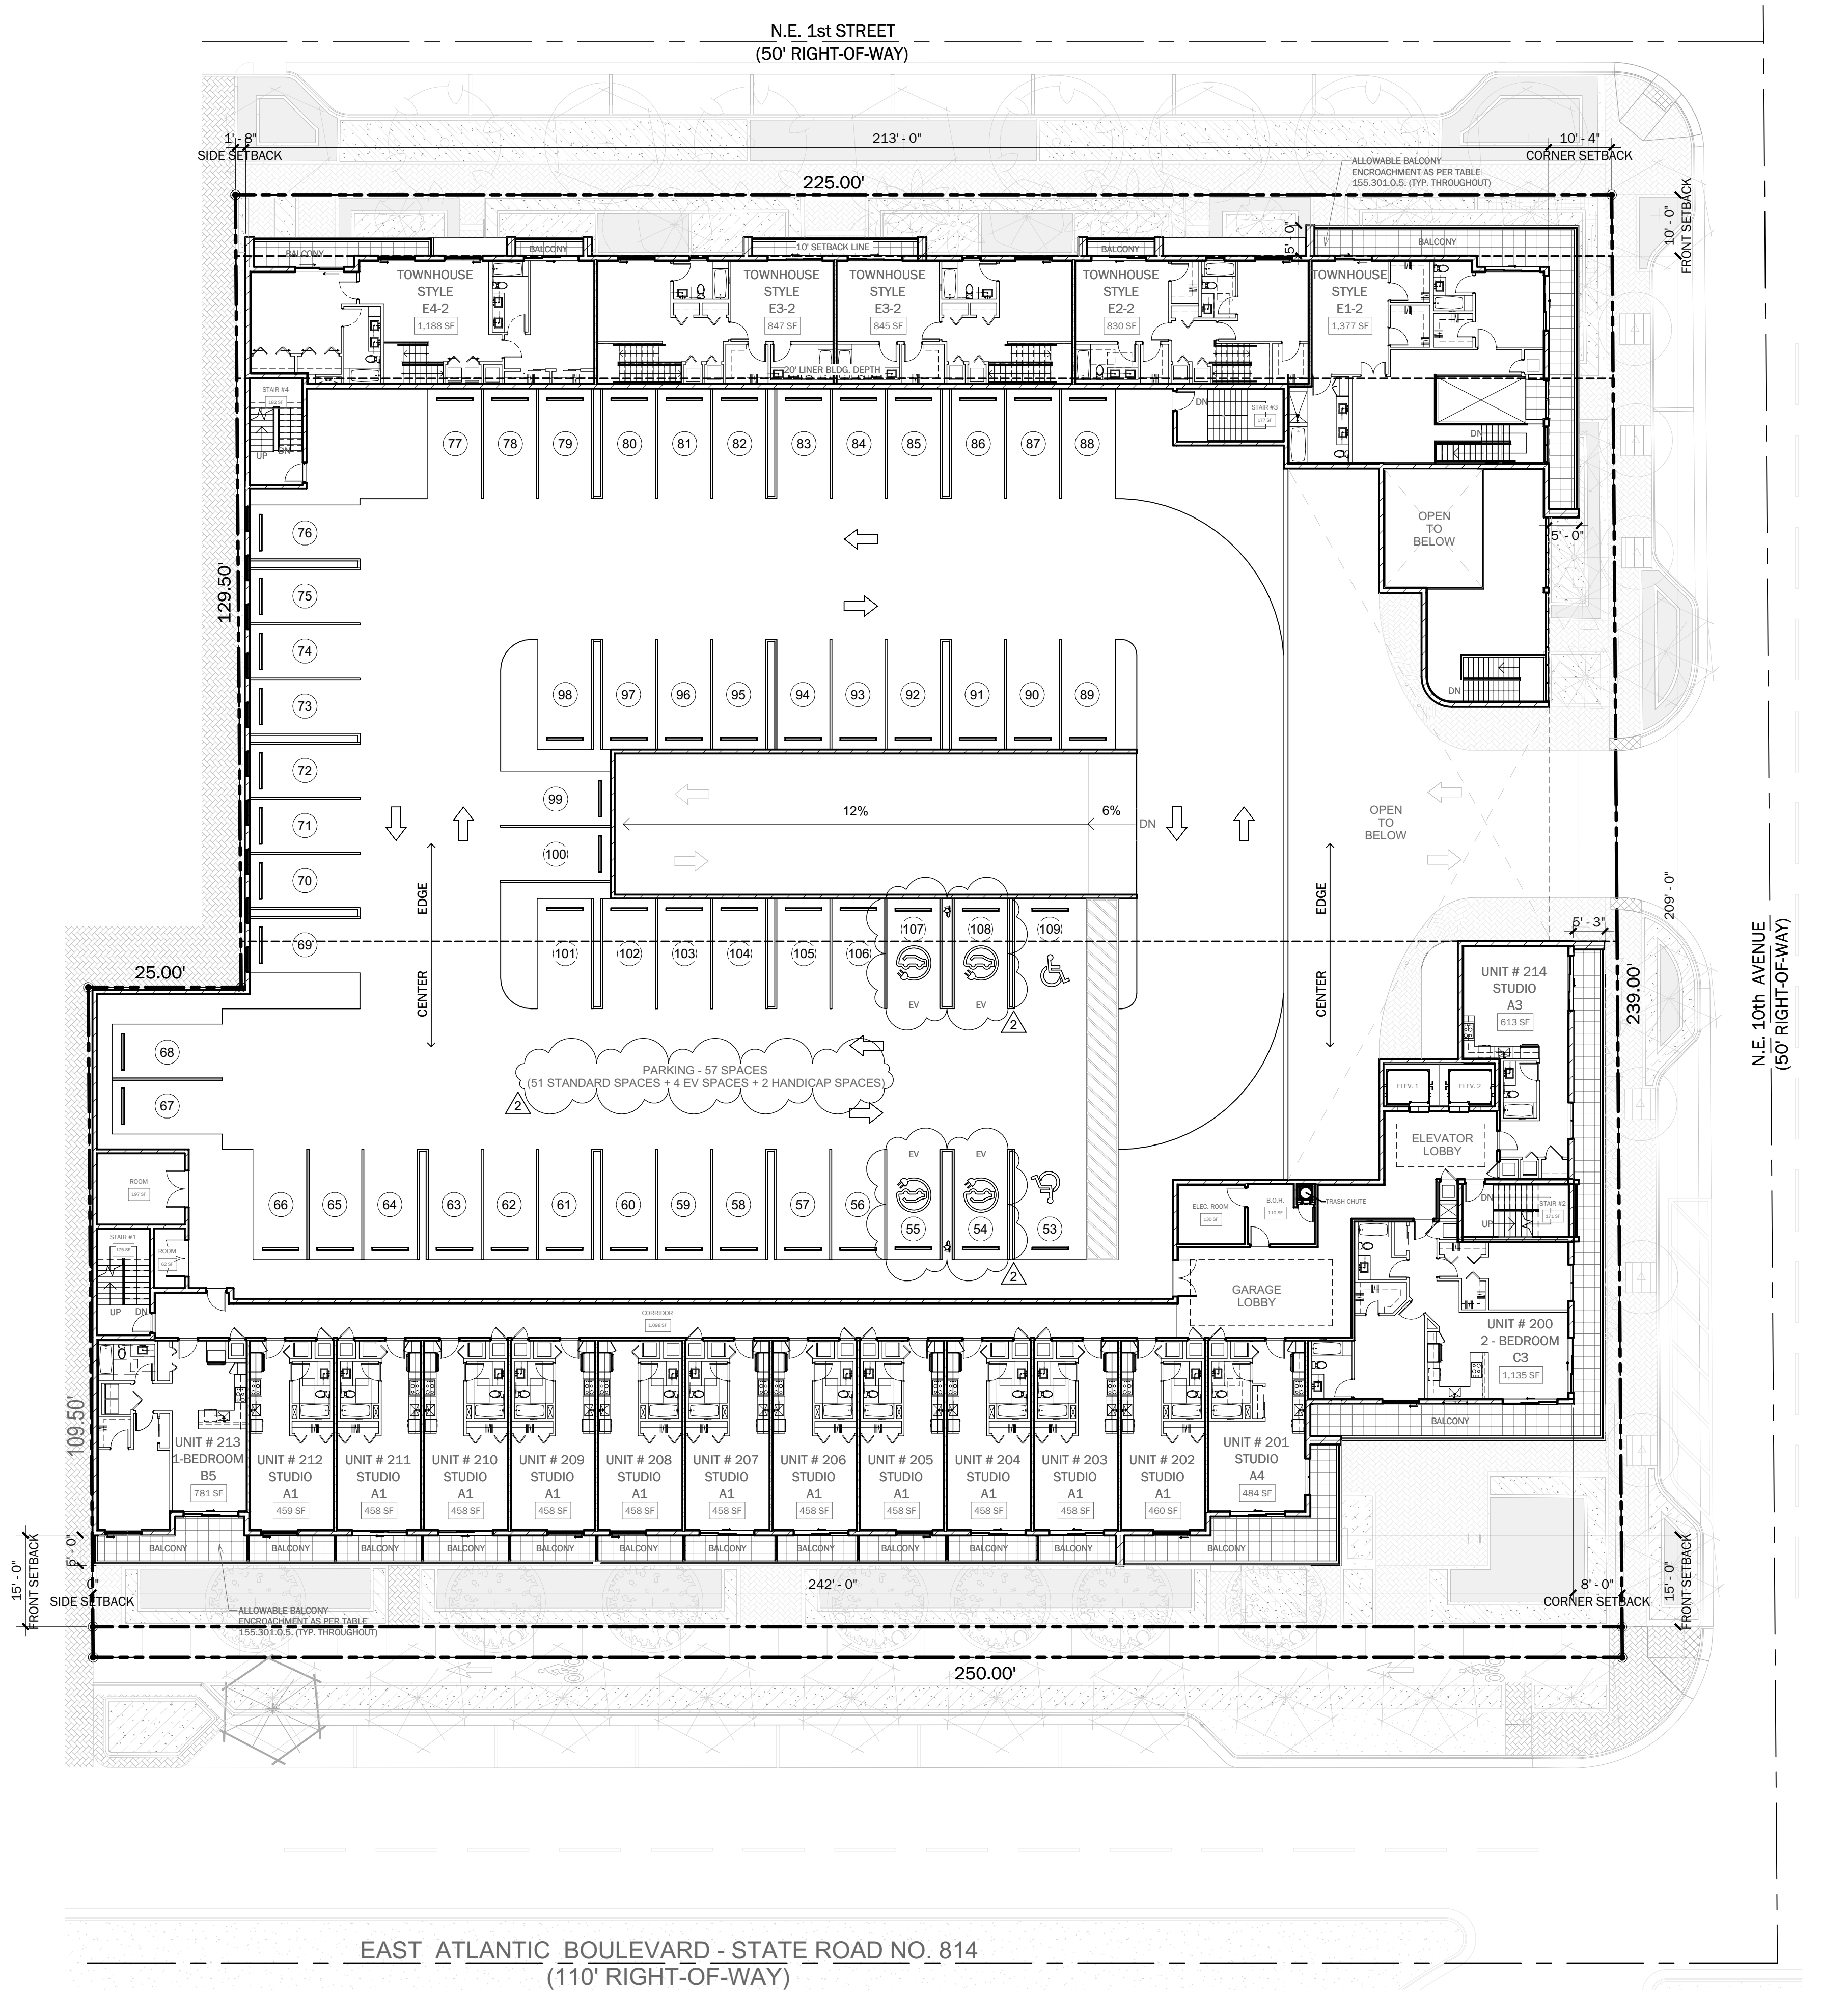 N.E. 1st STREET
(50' RIGHT-OF-WAY)
1' - 8"
SIDE SETBACK
213' - 0"
10' - 4"
CORNER SETBACK
ALLOWABLE BALCONY
ENCROACHMENT AS PER TABLE
155.301.O.5. (TYP. THROUGHOUT)
225.00'
10' - 0"
FRONT SETBACK
BALCONY
BALCONY
10' SETBACK LINE
BALCONY
5' - 0"
BALCONY
TOWNHOUSE
STYLE
E4-2
1,188 SF
TOWNHOUSE
STYLE
E3-2
847 SF
TOWNHOUSE
STYLE
E3-2
845 SF
TOWNHOUSE
STYLE
E2-2
830 SF
TOWNHOUSE
STYLE
E1-2
1,377 SF
20' LINER BLDG. DEPTH
STAIR #4
182 SF
UP
DN
DN
STAIR #3
177 SF
DN
77
78
79
80
81
82
83
84
85
86
87
88
OPEN
TO
BELOW
5' - 0"
76
75
74
73
72
71
70
69
129.50'
DN
98
97
96
95
94
93
92
91
90
89
99
100
12%
6%
DN
OPEN
TO
BELOW
EDGE
CENTER
EDGE
CENTER
209' - 0"
5' - 3"
239.00'
N.E. 10th AVENUE
(50' RIGHT-OF-WAY)
101
102
103
104
105
106
107
108
109
EV
EV
2
25.00'
UNIT # 214
STUDIO
A3
613 SF
68
67
PARKING - 57 SPACES
(51 STANDARD SPACES + 4 EV SPACES + 2 HANDICAP SPACES)
2
ELEV. 1
ELEV. 2
ELEVATOR
LOBBY
EV
EV
66
65
64
63
62
61
60
59
58
57
56
55
54
53
2
ROOM
187 SF
ELEC. ROOM
130 SF
B.O.H.
110 SF
TRASH CHUTE
DN
UP
STAIR #2
171 SF
STAIR #1
175 SF
ROOM
62 SF
UP
DN
GARAGE
LOBBY
CORRIDOR
1,098 SF
UNIT # 200
2 - BEDROOM
C3
1,135 SF
BALCONY
109.50'
UNIT # 213
1-BEDROOM
B5
781 SF
UNIT # 212
STUDIO
A1
459 SF
UNIT # 211
STUDIO
A1
458 SF
UNIT # 210
STUDIO
A1
458 SF
UNIT # 209
STUDIO
A1
458 SF
UNIT # 208
STUDIO
A1
458 SF
UNIT # 207
STUDIO
A1
458 SF
UNIT # 206
STUDIO
A1
458 SF
UNIT # 205
STUDIO
A1
458 SF
UNIT # 204
STUDIO
A1
458 SF
UNIT # 203
STUDIO
A1
458 SF
UNIT # 202
STUDIO
A1
460 SF
UNIT # 201
STUDIO
A4
484 SF
BALCONY
BALCONY
BALCONY
BALCONY
BALCONY
BALCONY
BALCONY
BALCONY
BALCONY
BALCONY
BALCONY
BALCONY
5' - 0"
15' - 0"
FRONT SETBACK
0"
SIDE SETBACK
242' - 0"
8' - 0"
CORNER SETBACK
15' - 0"
FRONT SETBACK
ALLOWABLE BALCONY
ENCROACHMENT AS PER TABLE
155.301.O.5. (TYP. THROUGHOUT)
250.00'
EAST ATLANTIC BOULEVARD - STATE ROAD NO. 814
(110' RIGHT-OF-WAY)